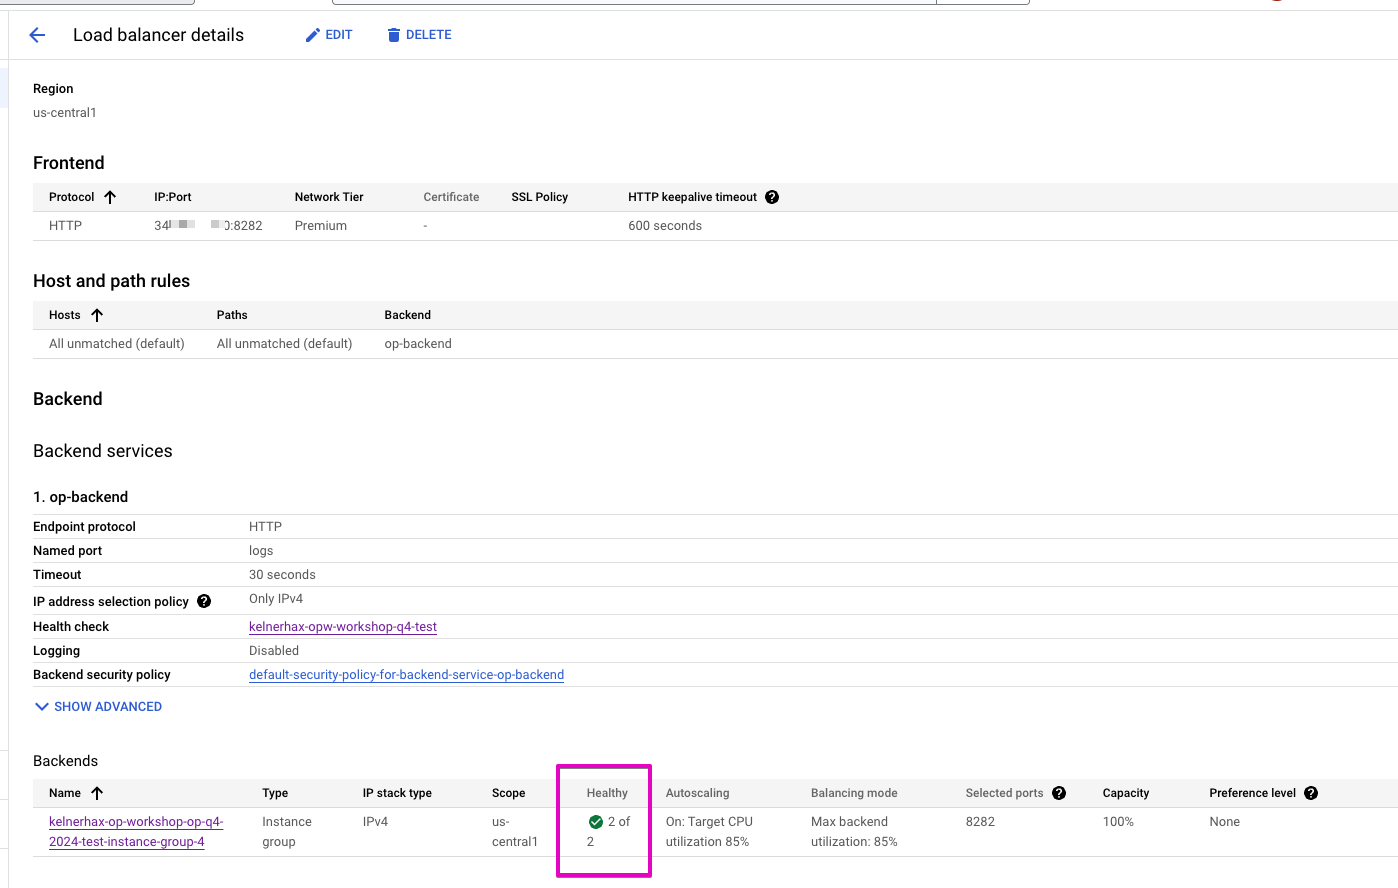 Load balancer details EDIT DELETE
Region
us-central1
Frontend
Protocol IP:Port Network Tier Certificate SSL Policy HTTP keepalive timeout
HTTP 34 0:8282 Premium - 600 seconds
Host and path rules
Hosts Paths Backend
All unmatched (default) All unmatched (default) op-backend
Backend
Backend services
1. op-backend
Endpoint protocol HTTP
Named port logs
Timeout 30 seconds
IP address selection policy Only IPv4
Health check kelnerhax-opw-workshop-q4-test
Logging Disabled
Backend security policy default-security-policy-for-backend-service-op-backend
SHOW ADVANCED
Backends
Name Type IP stack type Scope Healthy Autoscaling Balancing mode Selected ports Capacity Preference level
kelnerhax-op-workshop-op-q4- Instance IPv4 us- 2 of On: Target CPU Max backend 8282 100% None
2024-test-instance-group-4 group central1 2 utilization 85% utilization: 85%